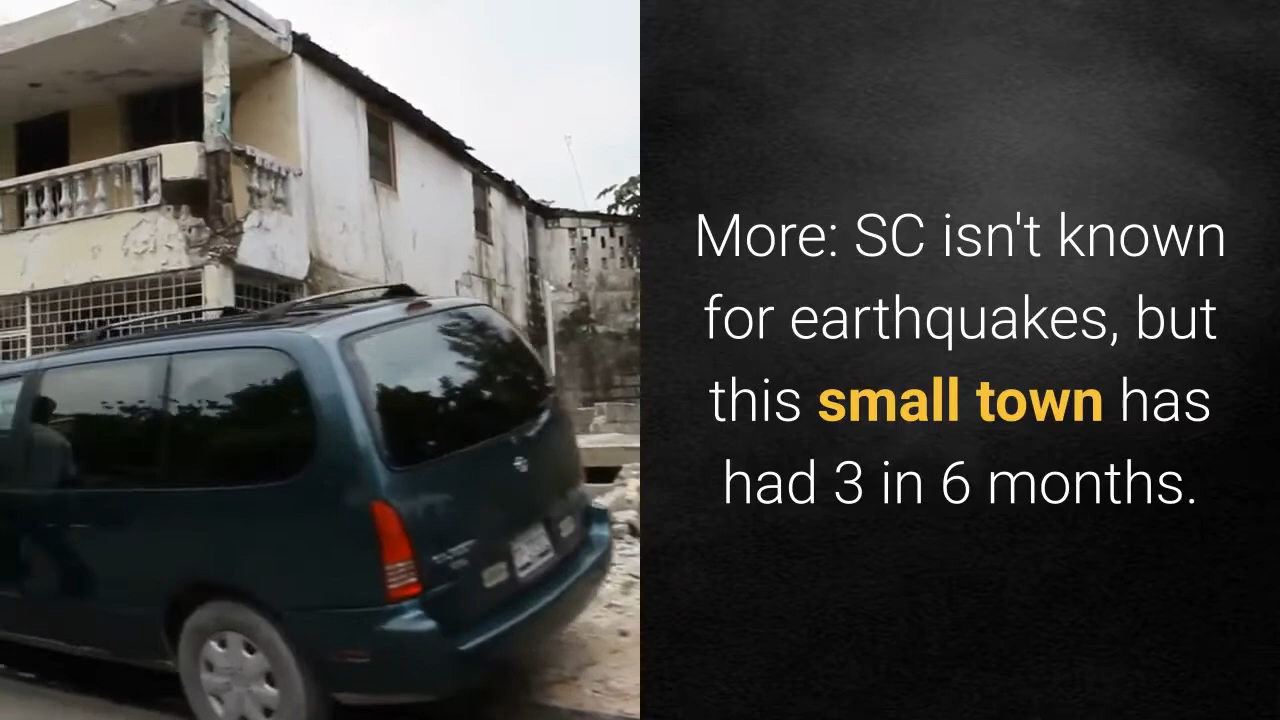 More: SC isn't known
for earthquakes, but
this small town has
had 3 in 6 months.